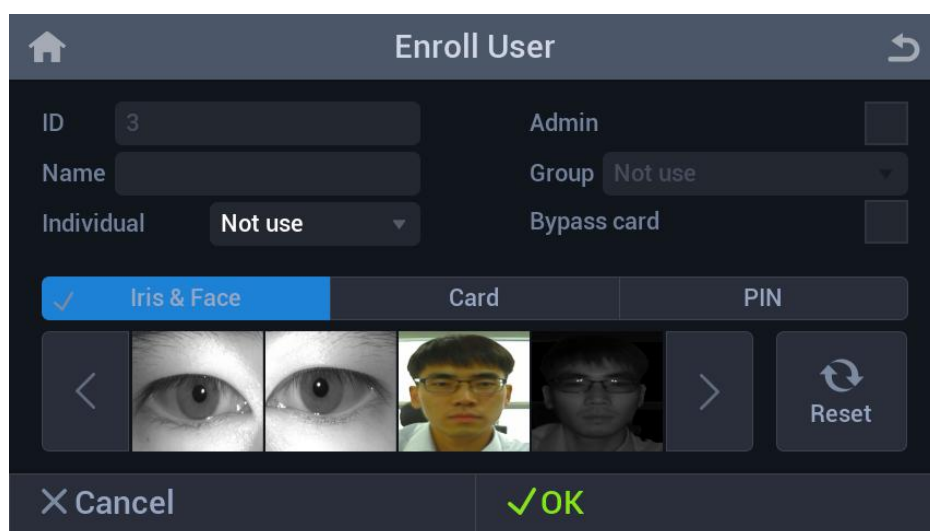 Enroll User
ID 3 Admin
Name Group Not use
Individual Not use Bypass card
Iris & Face Card PIN
Reset
Cancel OK